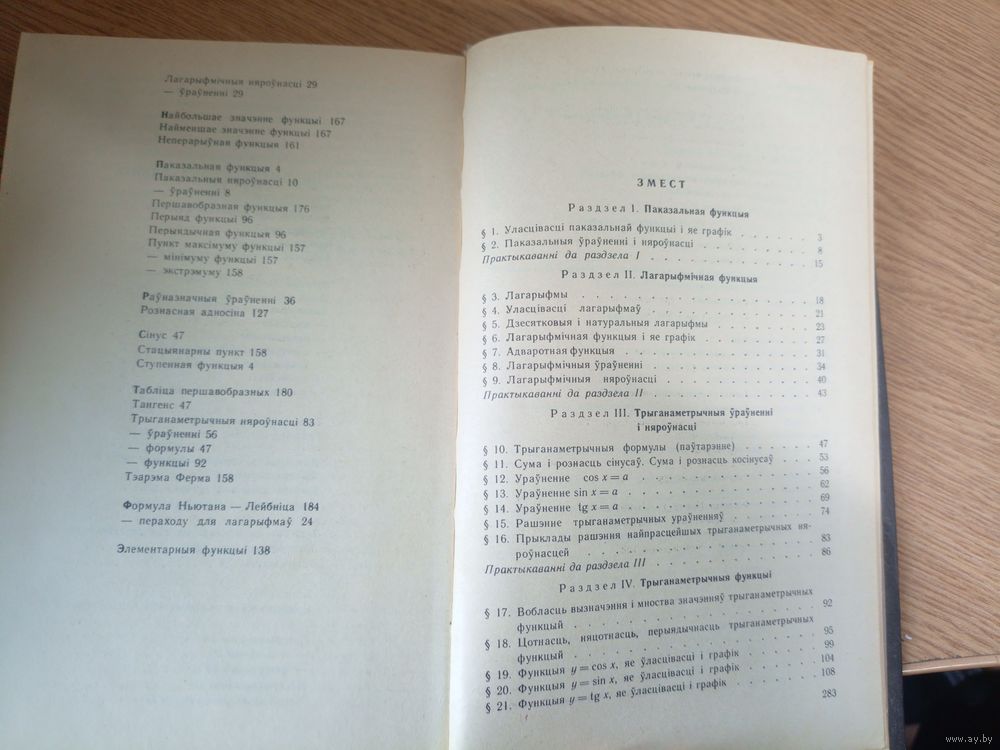 Лагарыфмічныя няроўнасці 29
— ўраўненні 29
Найбольшае значэнне функцыі 167
Найменшае значэнне функцыі 167
Неперарыўная функцыя 161
Паказальная функцыя 4
Паказальныя няроўнасці 10
— ўраўненні 8
Першавобразная функцыя 176
Перыяд функцыі 96
Перыядычная функцыя 96
Пункт максімуму функцыі 157
— мінімуму функцыі 157
— экстрэмуму 158
Раўназначныя ўраўненні 36
Рознасная адносіна 127
Сінус 47
Стацыянарны пункт 158
Ступенная функцыя 4
Табліца першавобразных 180
Тангенс 47
Трыганаметрычныя няроўнасці 83
— ўраўненні 56
— формулы 47
— функцыі 92
Тэарэма Ферма 158
Формула Ньютана — Лейбніца 184
— пераходу для лагарыфмаў 24
Элементарныя функцыі 138
ЗМЕСТ
Раздзел I. Паказальная функцыя
§ 1. Уласцівасці паказальнай функцыі і яе графік . . . . . . 3
§ 2. Паказальныя ўраўненні і няроўнасці . . . . . . . 8
Практыкаванні да раздзела I . . . . . . . . . . 15
Раздзел II. Лагарыфмічная функцыя
§ 3. Лагарыфмы . . . . . . . . . . . . . 18
§ 4. Уласцівасці лагарыфмаў . . . . . . . . . . 21
§ 5. Дзесятковыя і натуральныя лагарыфмы . . . . . . 23
§ 6. Лагарыфмічная функцыя і яе графік . . . . . . . 27
§ 7. Адваротная функцыя . . . . . . . . . . . 31
§ 8. Лагарыфмічныя ўраўненні . . . . . . . . . . 34
§ 9. Лагарыфмічныя няроўнасці . . . . . . . . . 40
Практыкаванні да раздзела II . . . . . . . . . . 43
Раздзел III. Трыганаметрычныя ўраўненні
і няроўнасці
§ 10. Трыганаметрычныя формулы (паўтарэнне) . . . . . . 47
§ 11. Сума і рознасць сінусаў. Сума і рознасць косінусаў . . . 53
§ 12. Ураўненне cos x = a . . . . . . . . . . 56
§ 13. Ураўненне sin x = a . . . . . . . . . . 62
§ 14. Ураўненне tg x = a . . . . . . . . . . 69
§ 15. Рашэнне трыганаметрычных ураўненняў . . . . . . 74
§ 16. Прыклады рашэння найпрасцейшых трыганаметрычных ня-
роўнасцей . . . . . . . . . . . . 83
Практыкаванні да раздзела III . . . . . . . . . 86
Раздзел IV. Трыганаметрычныя функцыі
§ 17. Вобласць вызначэння і мноства значэнняў трыганаметрычных
функцый . . . . . . . . . . . . . 92
§ 18. Цотнасць, няцотнасць, перыядычнасць трыганаметрычных
функцый . . . . . . . . . . . . . 95
§ 19. Функцыя y = cos x, яе ўласцівасці і графік . . . . . 99
§ 20. Функцыя y = sin x, яе ўласцівасці і графік . . . . . 104
§ 21. Функцыя y = tg x, яе ўласцівасці і графік . . . . . 108
283
www.ay.by